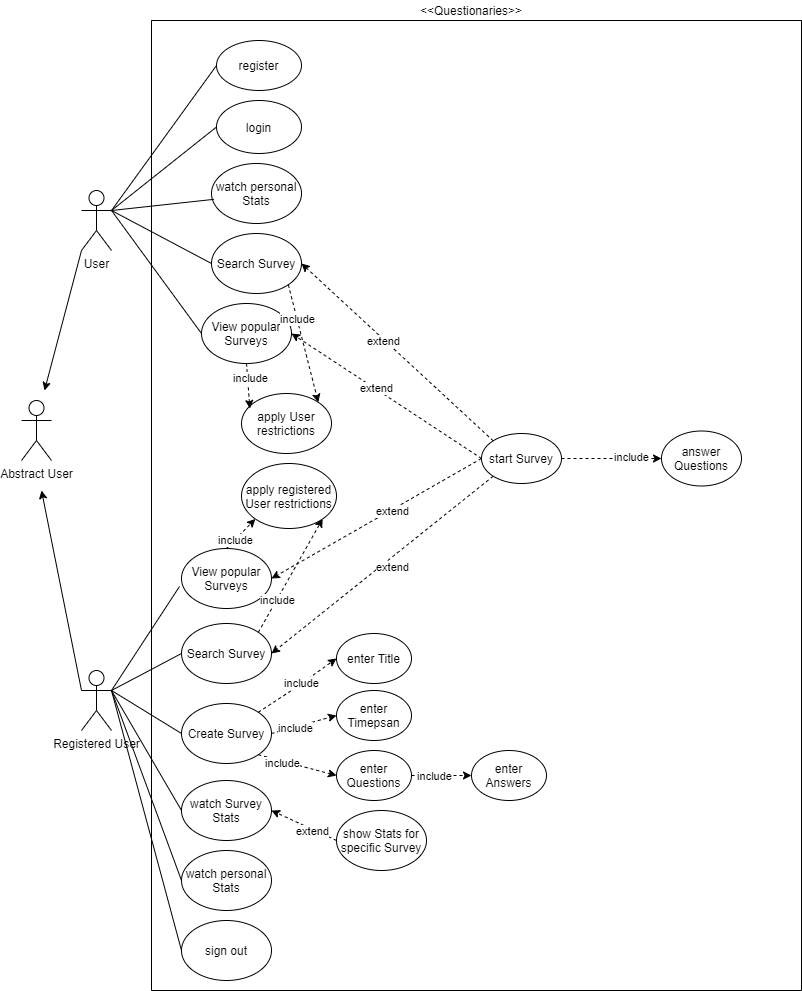 <<Questionaries>>
register
login
watch personal
Stats
User
Search Survey
include
View popular
Surveys
extend
include
extend
apply User
restrictions
start Survey
include
answer
Questions
Abstract User
apply registered
User restrictions
extend
include
View popular
Surveys
extend
include
Search Survey
enter Title
include
enter
Timepsan
include
Create Survey
Registered User
include
enter
Questions
include
enter
Answers
watch Survey
Stats
extend
show Stats for
specific Survey
watch personal
Stats
sign out